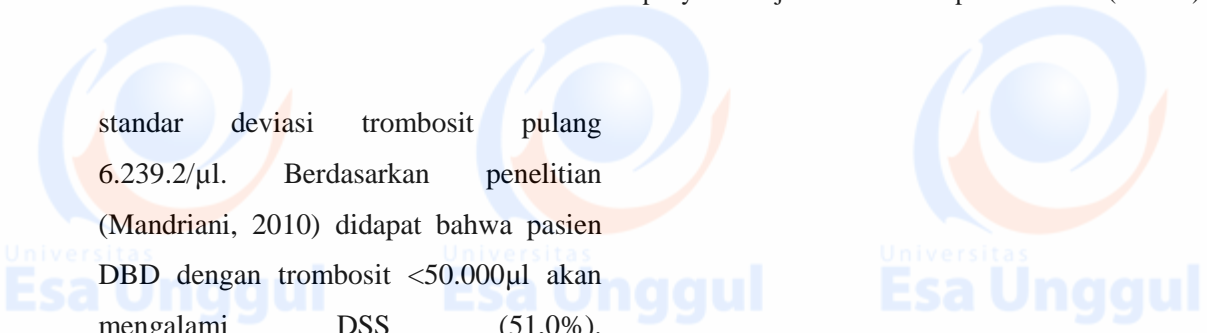 standar deviasi trombosit pulang
6.239.2/µl. Berdasarkan penelitian
(Mandriani, 2010) didapat bahwa pasien
DBD dengan trombosit <50.000µl akan
mengalami DSS (51.0%).
Universitas
Esa Unggul
Universitas
Esa Unggul
Universitas
Esa Unggul